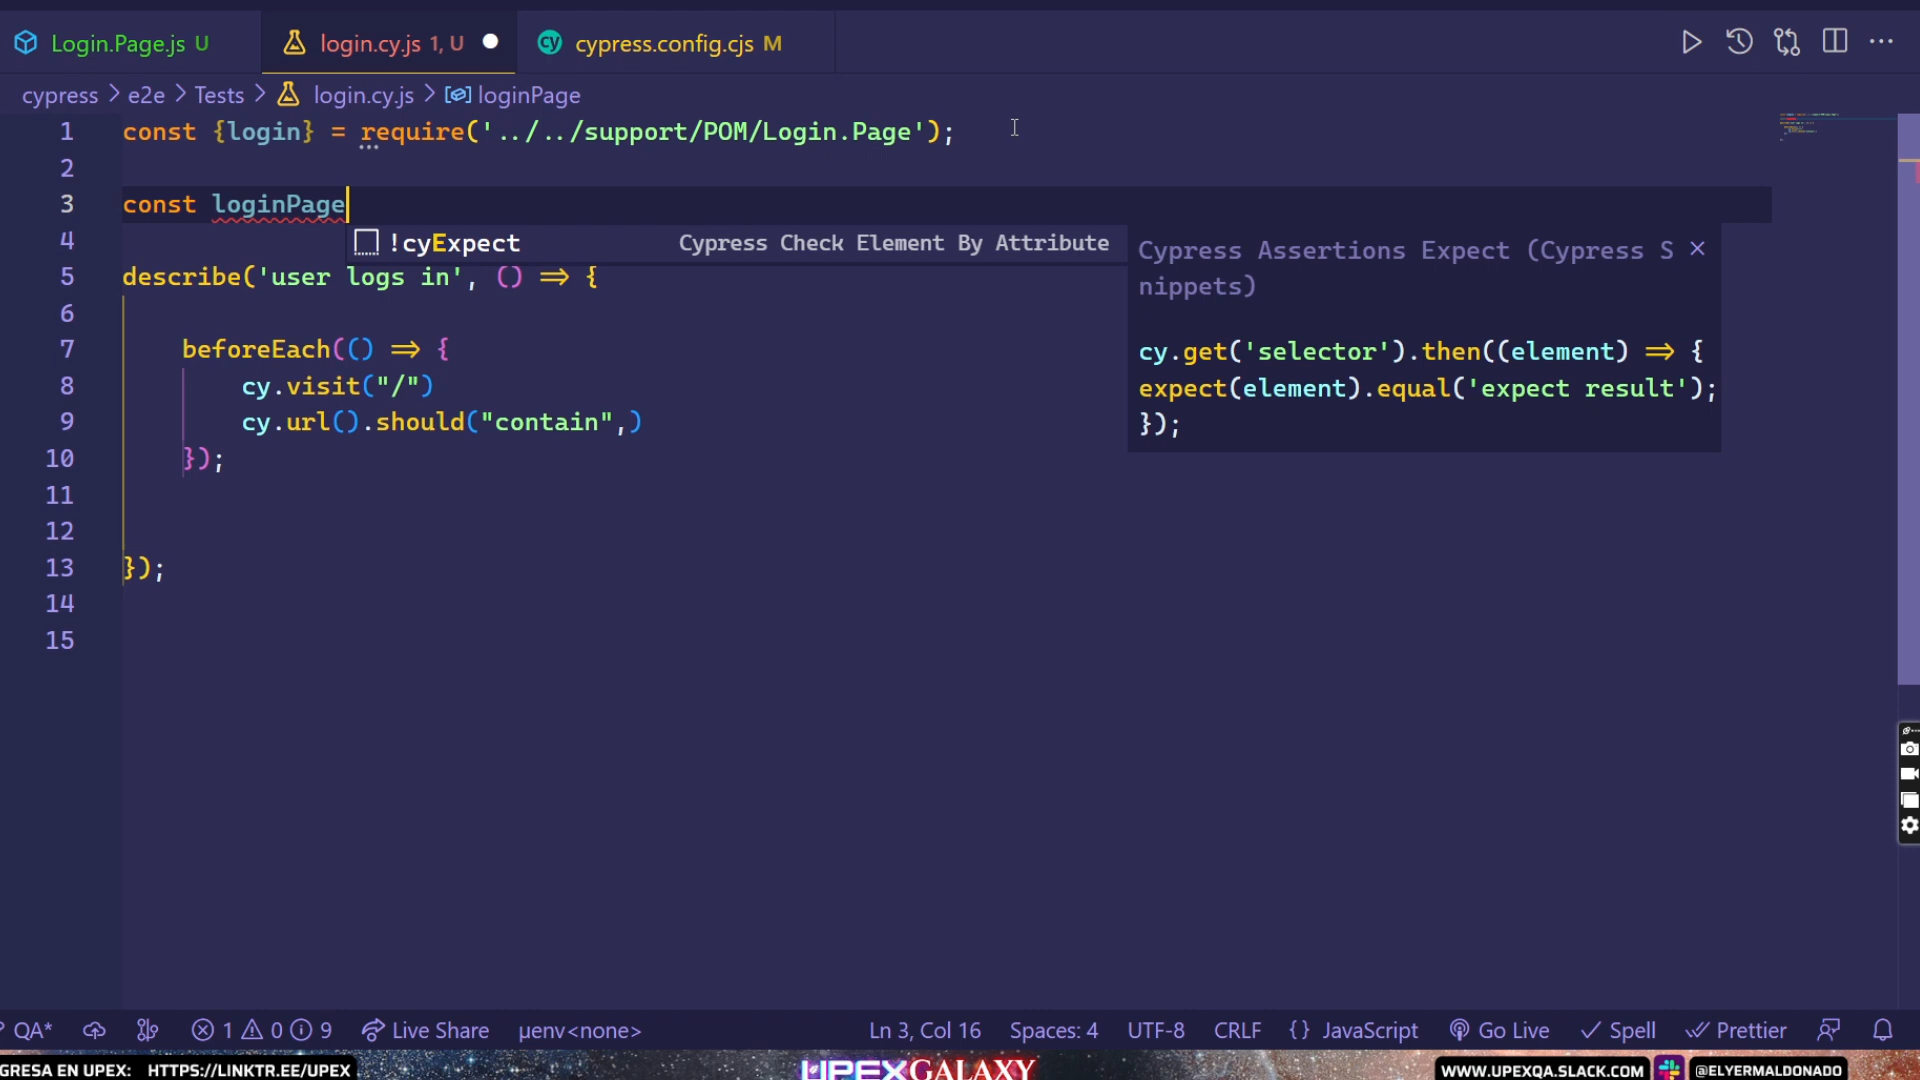 Login.Page.js U login.cy.js 1, U cypress.config.cjs M
cypress > e2e > Tests > login.cy.js > loginPage
1 const {login} = require('../../support/POM/Login.Page');
2
3 const loginPage
!cyExpect Cypress Check Element By Attribute
Cypress Assertions Expect (Cypress S
nippets)
cy.get('selector').then((element) => {
expect(element).equal('expect result');
});
4
5 describe('user logs in', () => {
6
7 beforeEach(() => {
8 cy.visit("/")
9 cy.url().should("contain",)
10 });
11
12
13 });
14
15
QA* 1 0 9 Live Share µenv<none> Ln 3, Col 16 Spaces: 4 UTF-8 CRLF {} JavaScript Go Live Spell Prettier
GRESA EN UPEX: HTTPS://LINKTR.EE/UPEX UPEXGALAXY WWW.UPEXQA.SLACK.COM @ELYERMALDONADO